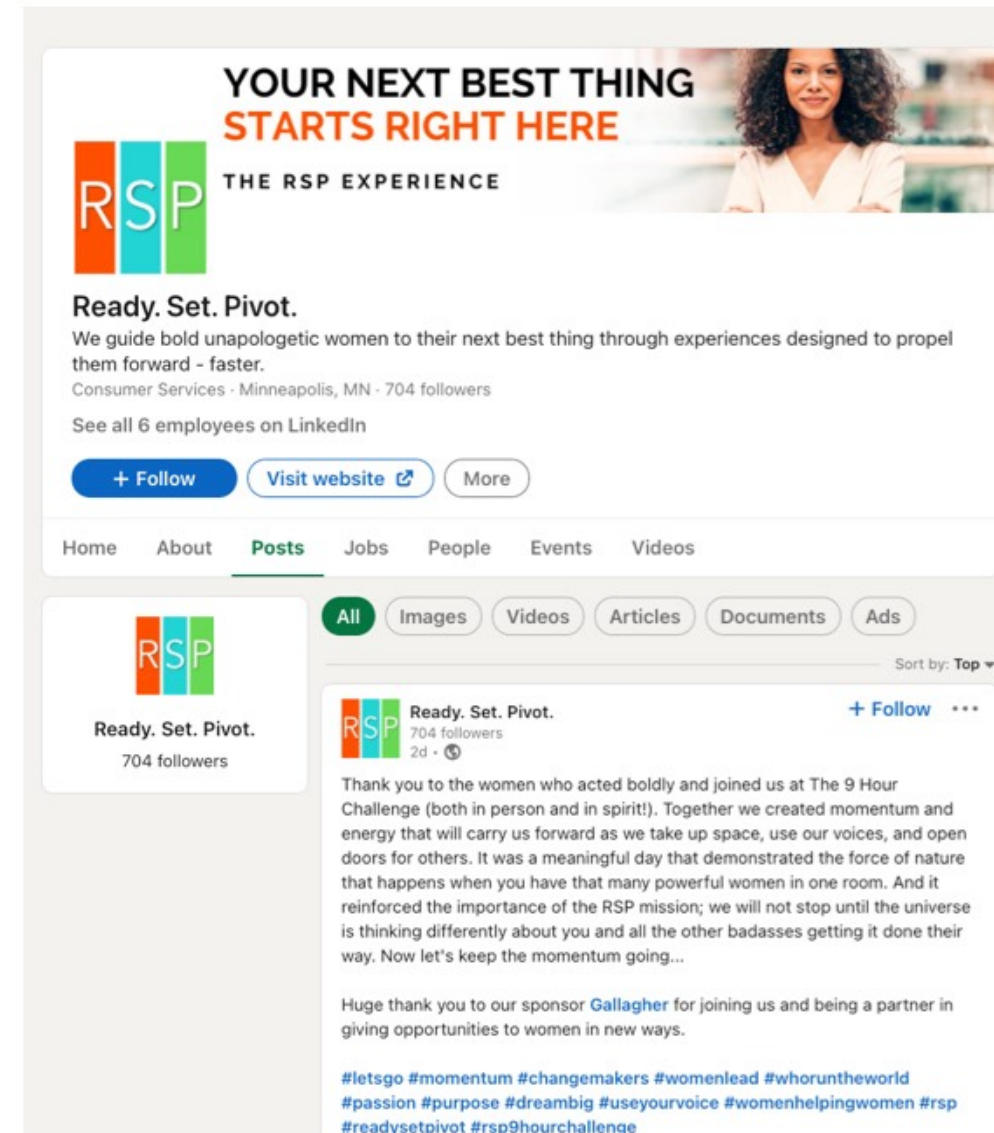 YOUR NEXT BEST THING
STARTS RIGHT HERE
THE RSP EXPERIENCE
RSP
Ready. Set. Pivot.
We guide bold unapologetic women to their next best thing through experiences designed to propel
them forward - faster.
Consumer Services · Minneapolis, MN · 704 followers
See all 6 employees on LinkedIn
+ Follow Visit website More
Home About Posts Jobs People Events Videos
All Images Videos Articles Documents Ads
Sort by: Top
RSP
Ready. Set. Pivot.
704 followers
RSP
Ready. Set. Pivot.
704 followers
2d •
+ Follow ...
Thank you to the women who acted boldly and joined us at The 9 Hour
Challenge (both in person and in spirit!). Together we created momentum and
energy that will carry us forward as we take up space, use our voices, and open
doors for others. It was a meaningful day that demonstrated the force of nature
that happens when you have that many powerful women in one room. And it
reinforced the importance of the RSP mission; we will not stop until the universe
is thinking differently about you and all the other badasses getting it done their
way. Now let's keep the momentum going...
Huge thank you to our sponsor Gallagher for joining us and being a partner in
giving opportunities to women in new ways.
#letsgo #momentum #changemakers #womenlead #whoruntheworld
#passion #purpose #dreambig #useyourvoice #womenhelpingwomen #rsp
#readysetpivot #rsp9hourchallenge